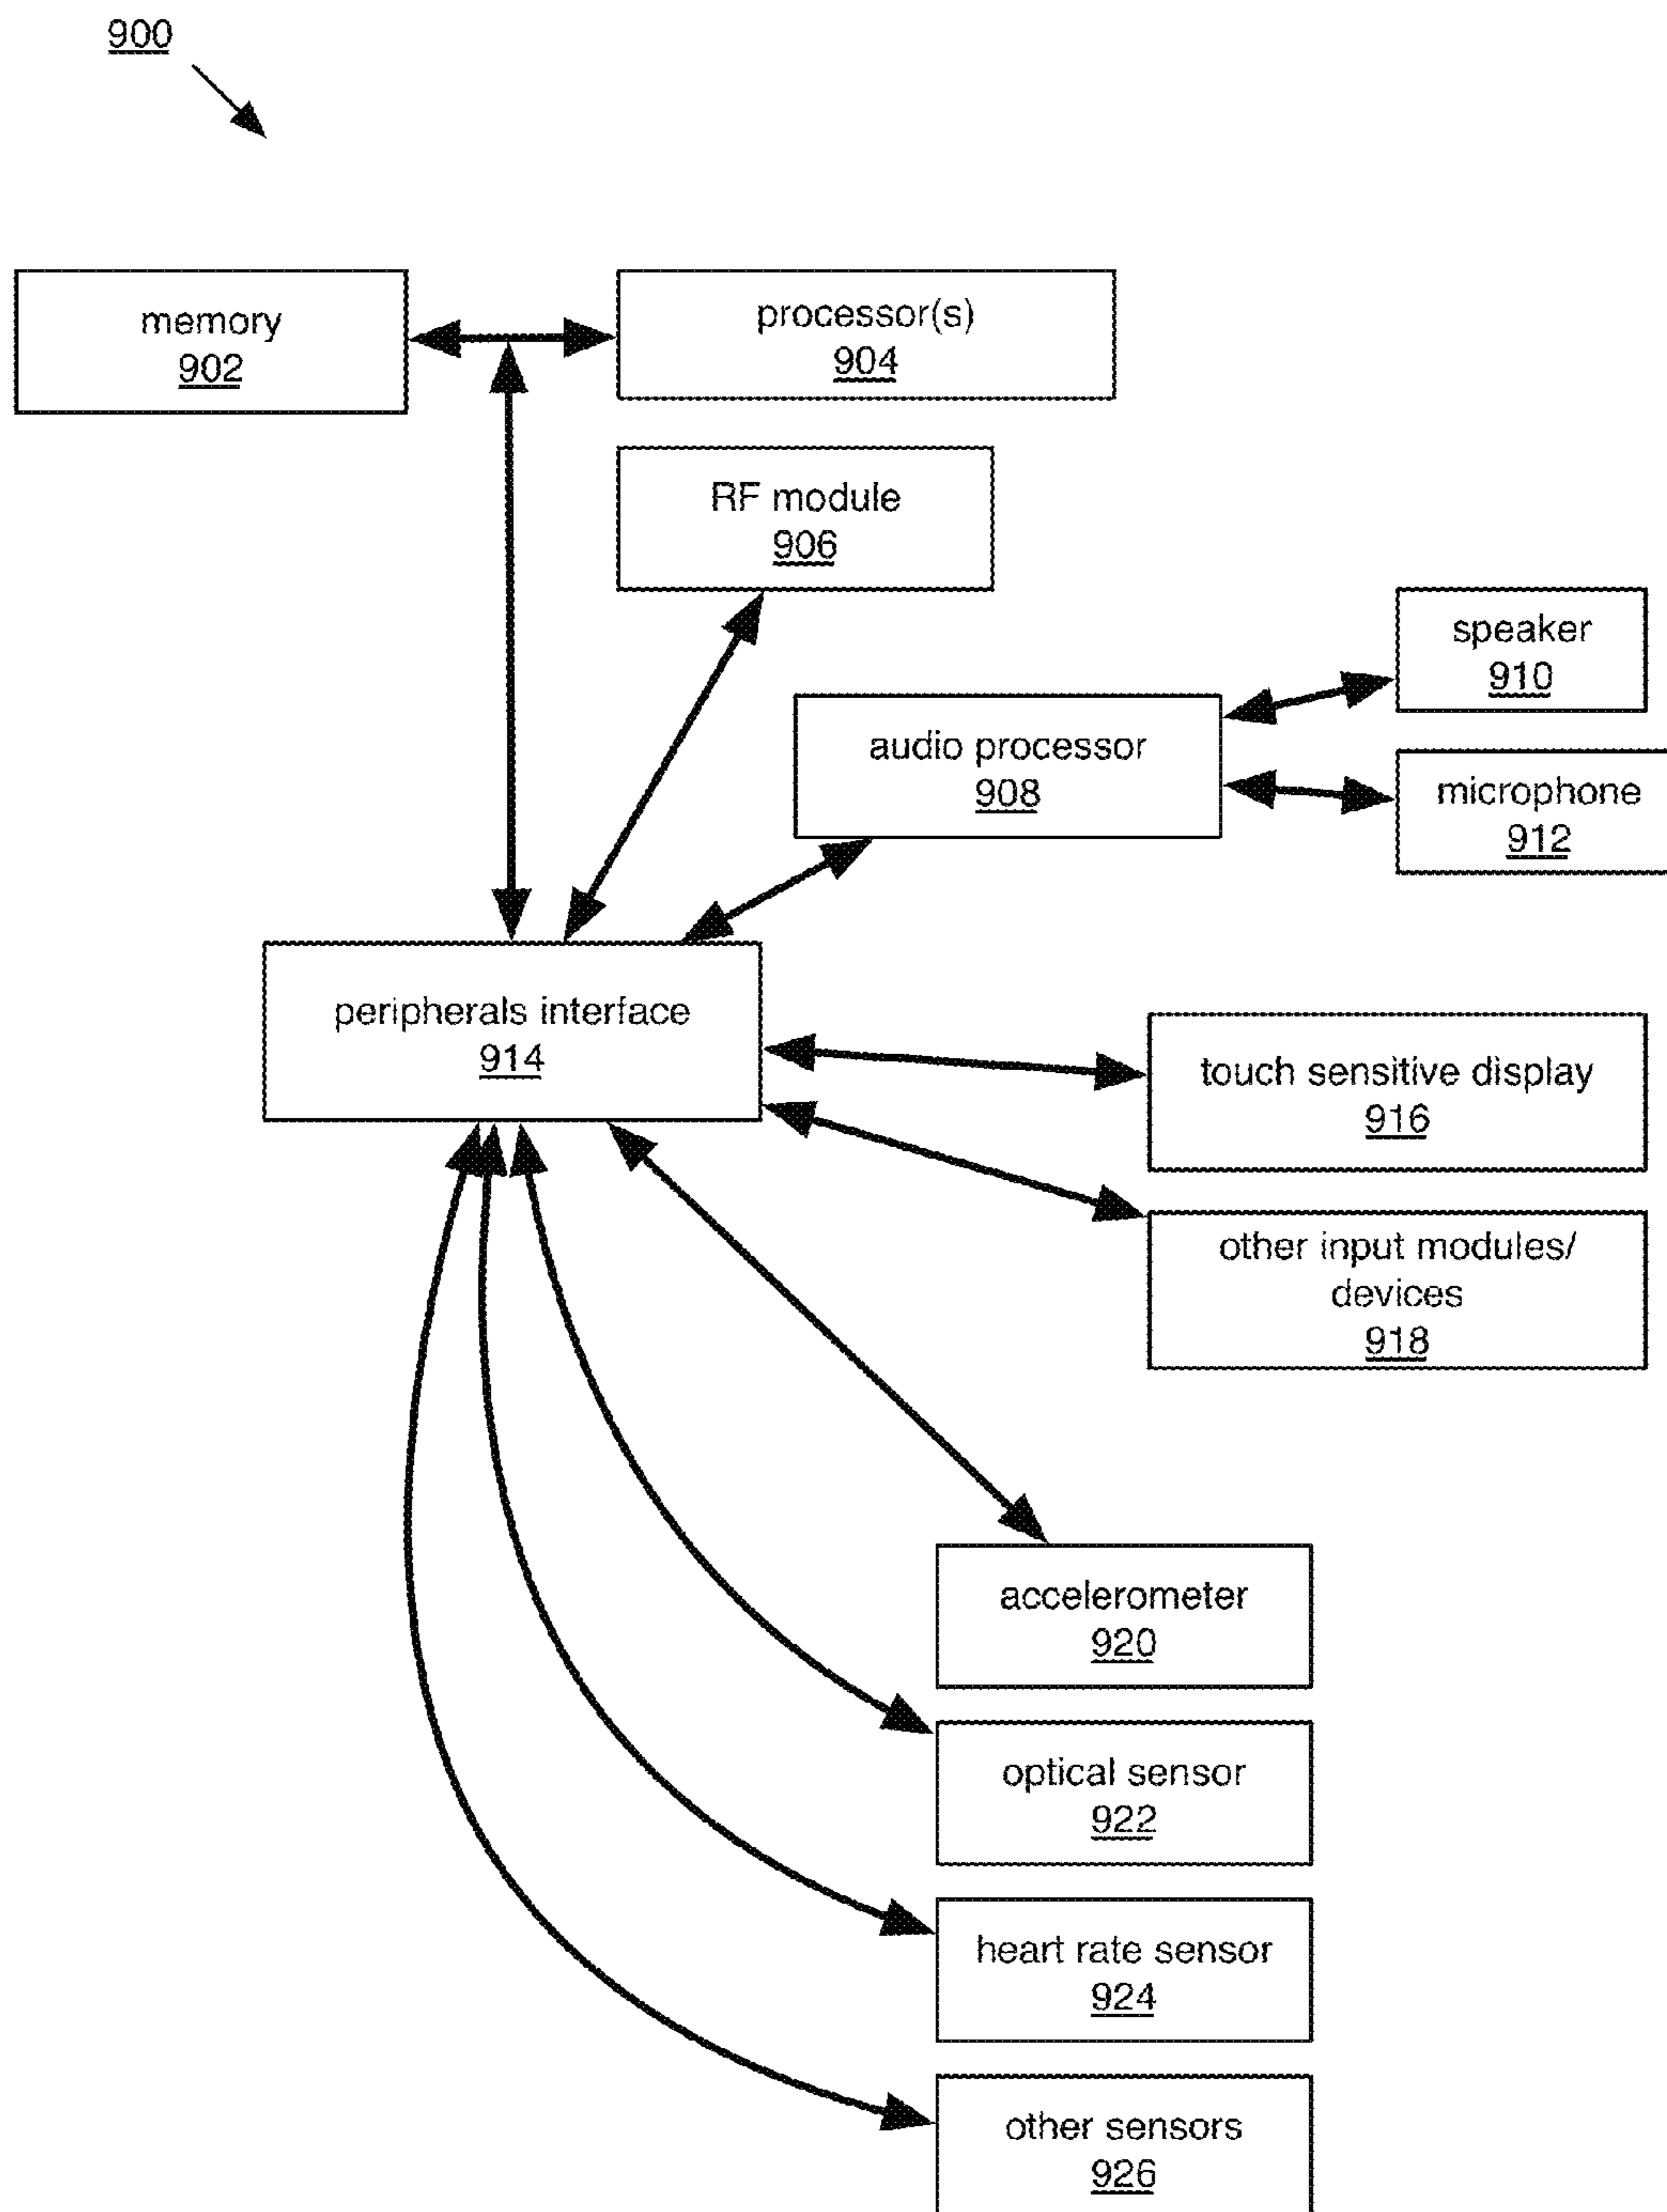 900
memory
902
processor(s)
904
RF module
906
speaker
910
audio processor
908
microphone
912
peripherals interface
914
touch sensitive display
916
other input modules/
devices
918
accelerometer
920
optical sensor
922
heart rate sensor
924
other sensors
926